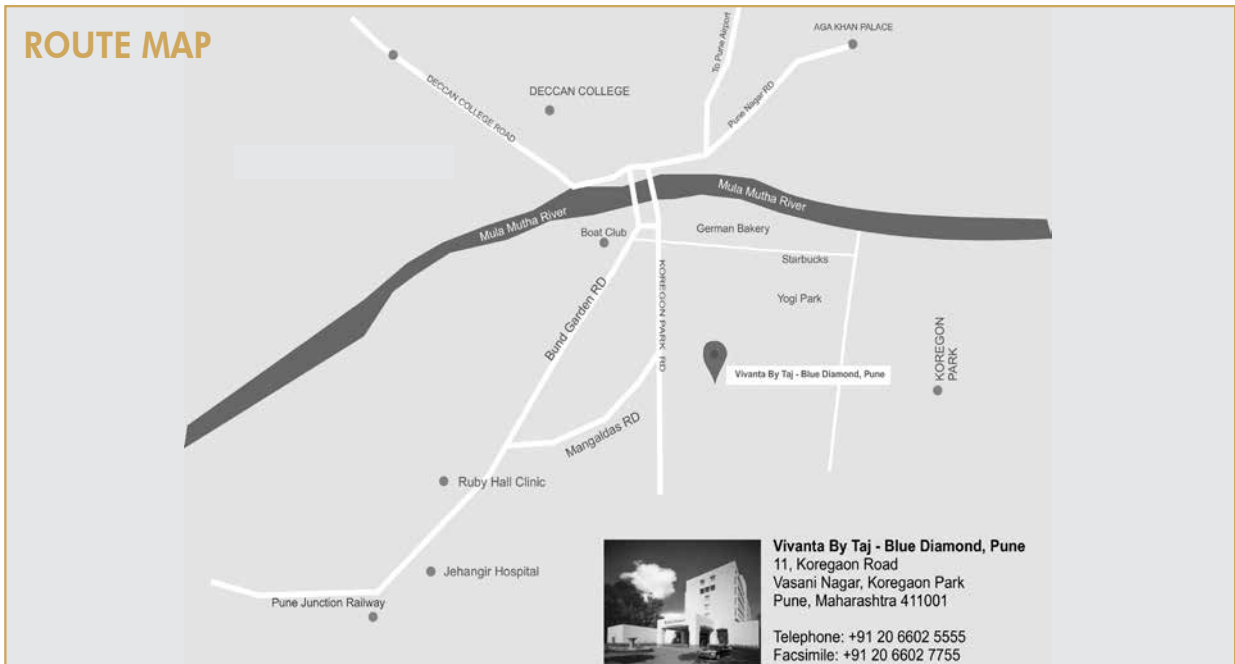 ROUTE MAP
AGA KHAN PALACE
To Pune Airport
DECCAN COLLEGE
DECCAN COLLEGE ROAD
Pune Nagar RD
Mula Mutha River
Mula Mutha River
Boat Club
German Bakery
Starbucks
Yogi Park
Bund Garden RD
KOREGON PARK RD
KOREGON
PARK
Vivanta By Taj - Blue Diamond, Pune
Mangaldas RD
Ruby Hall Clinic
Jehangir Hospital
Pune Junction Railway
Vivanta By Taj - Blue Diamond, Pune
11, Koregaon Road
Vasani Nagar, Koregaon Park
Pune, Maharashtra 411001
Telephone: +91 20 6602 5555
Facsimile: +91 20 6602 7755